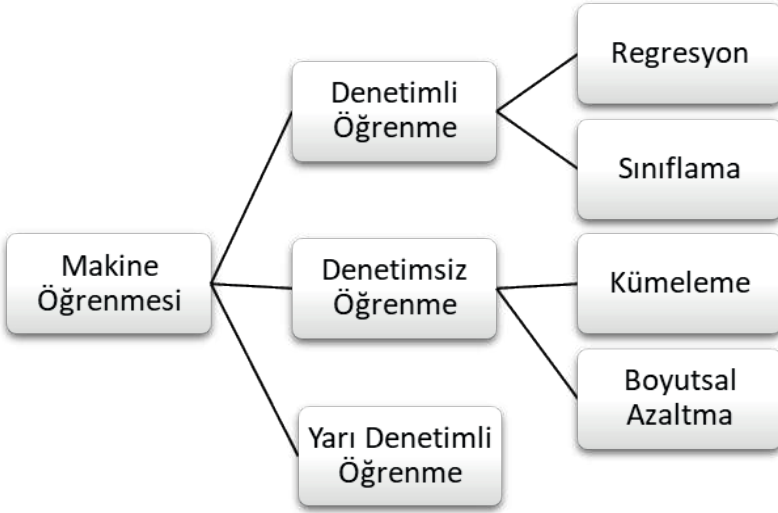 Makine
Öğrenmesi
Denetimli
Öğrenme
Regresyon
Sınıflama
Denetimsiz
Öğrenme
Kümeleme
Boyutsal
Azaltma
Yarı Denetimli
Öğrenme